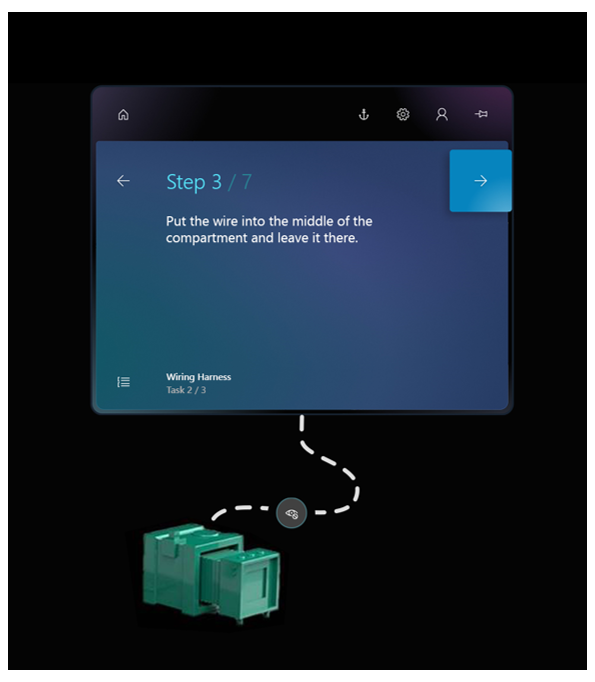 Step 3 / 7
Put the wire into the middle of the
compartment and leave it there.
Wiring Harness
Task 2 / 3